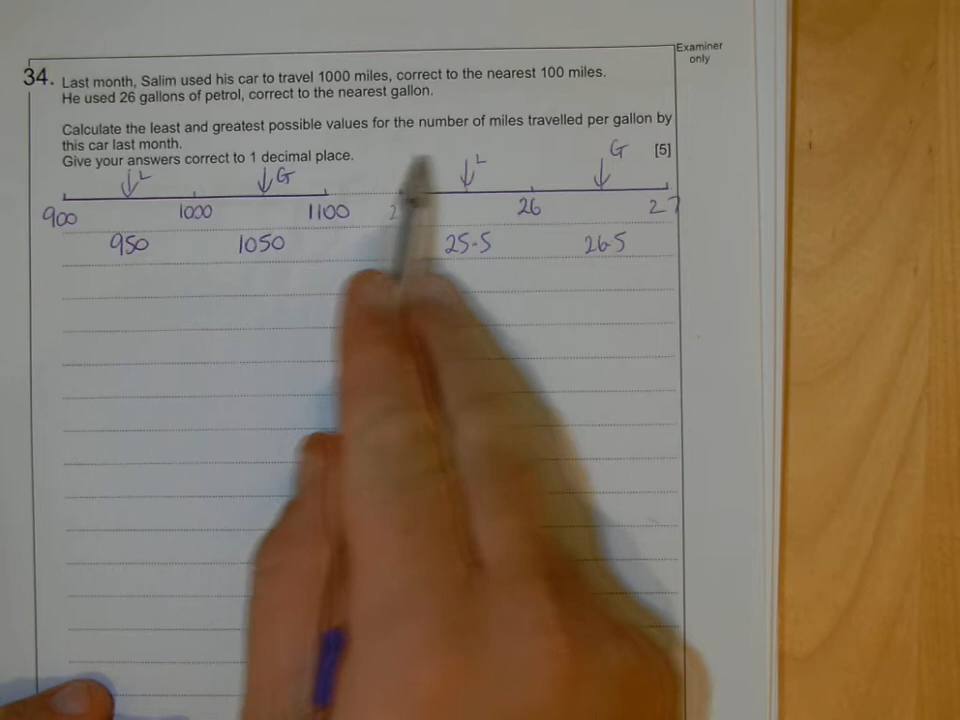 Examiner
only
34. Last month, Salim used his car to travel 1000 miles, correct to the nearest 100 miles.
He used 26 gallons of petrol, correct to the nearest gallon.
Calculate the least and greatest possible values for the number of miles travelled per gallon by
this car last month.
Give your answers correct to 1 decimal place. [5]
L G L G
900 1000 1100 26 27
950 1050 25.5 26.5